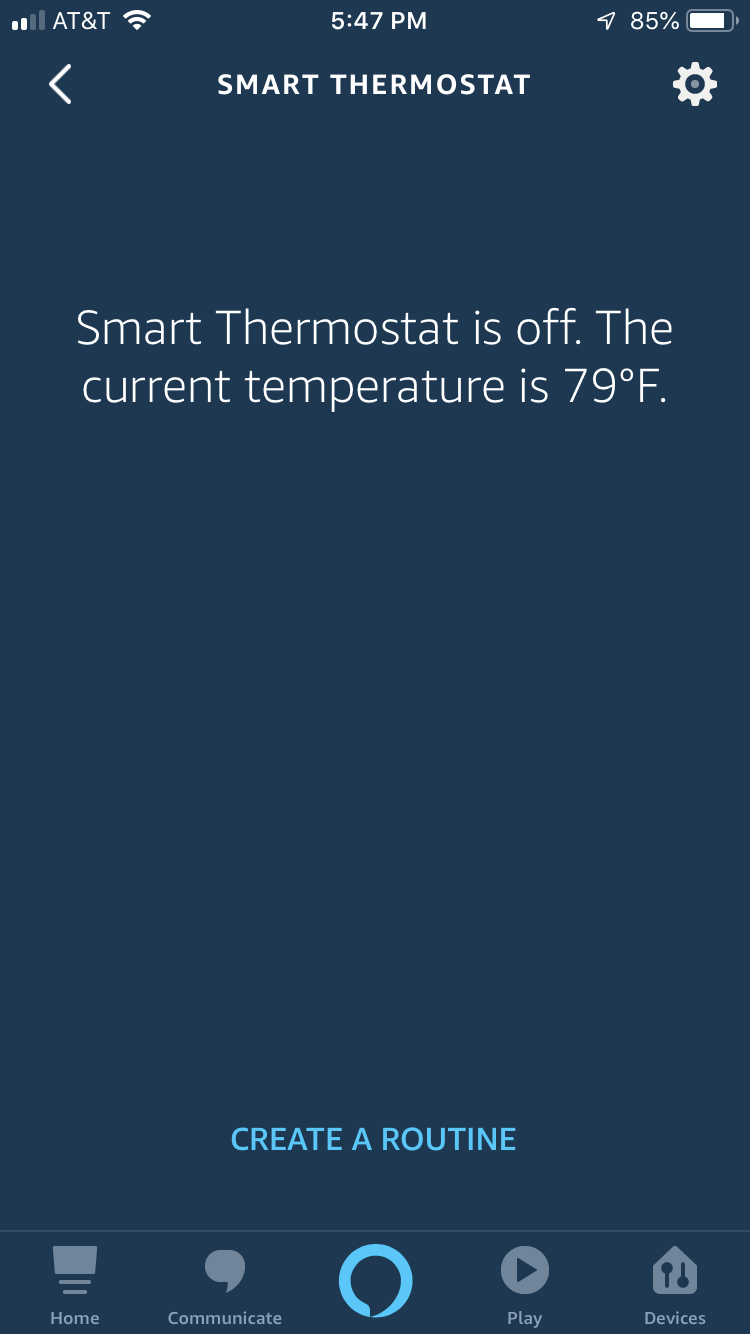 AT&T 5:47 PM 85%
SMART THERMOSTAT
Smart Thermostat is off. The
current temperature is 79°F.
CREATE A ROUTINE
Home Communicate Play Devices